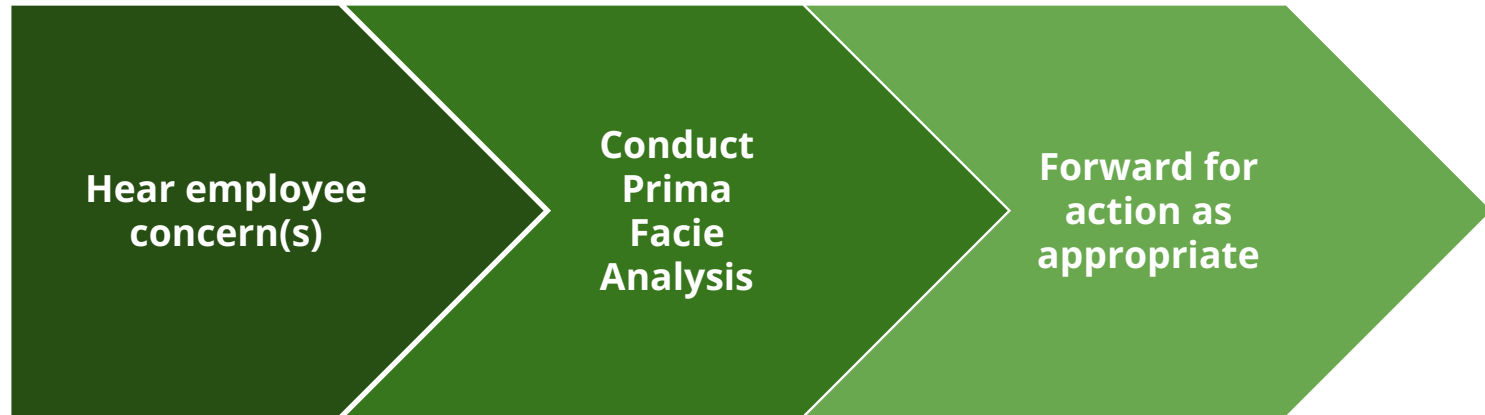 Hear employee
concern(s)
Conduct
Prima
Facie
Analysis
Forward for
action as
appropriate